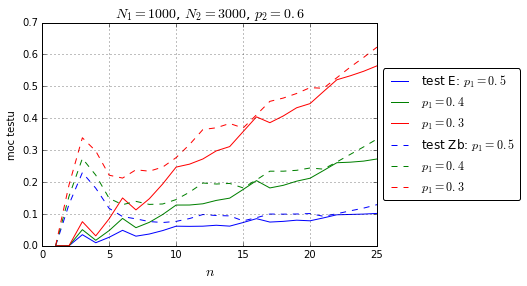 N₁ = 1000, N₂ = 3000, p₂ = 0.6
moc testu
0.7
0.6
0.5
0.4
0.3
0.2
0.1
0.0
0 5 10 15 20 25
n
test E: p₁ = 0.5
p₁ = 0.4
p₁ = 0.3
test Zb: p₁ = 0.5
p₁ = 0.4
p₁ = 0.3